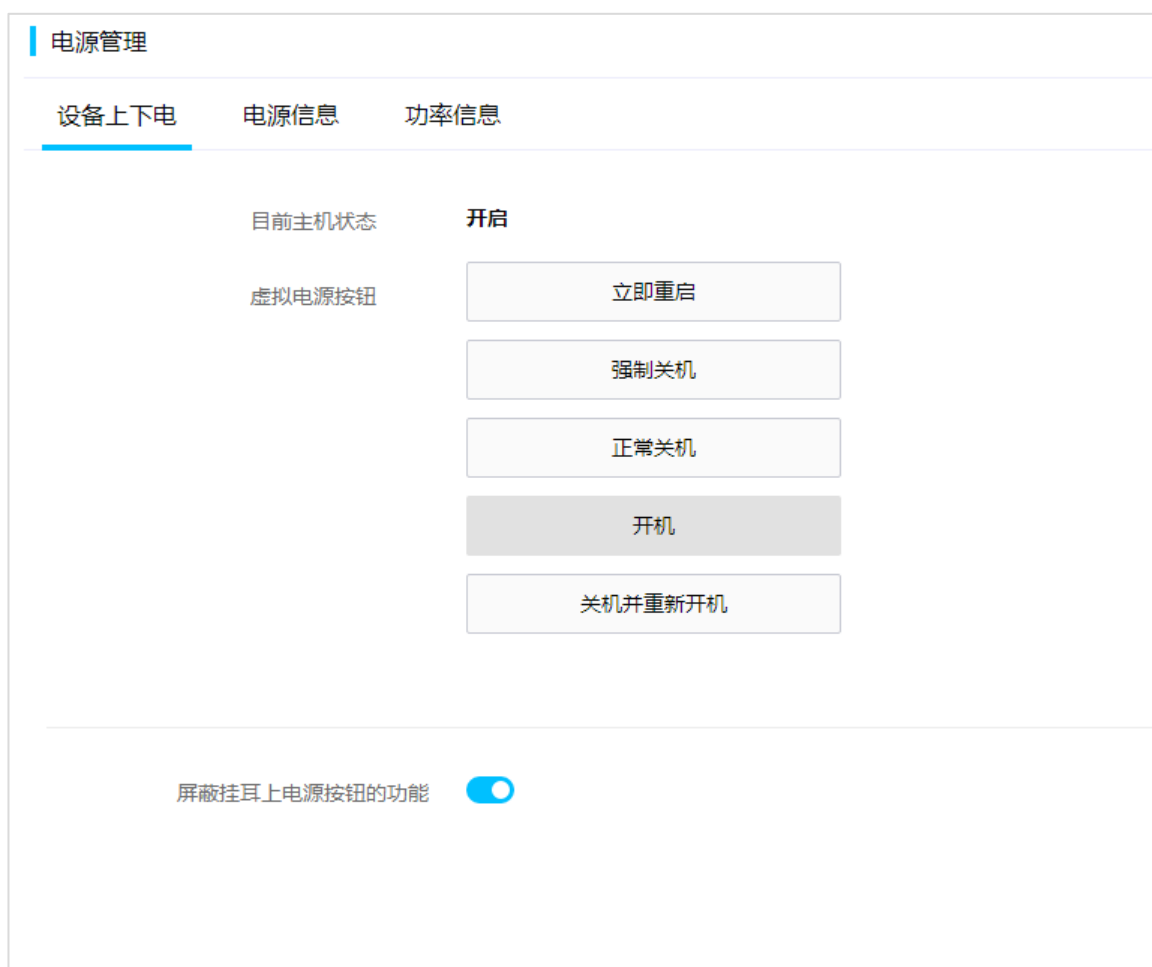 电源管理
设备上下电 电源信息 功率信息
目前主机状态 开启
虚拟电源按钮 立即重启
强制关机
正常关机
开机
关机并重新开机
屏蔽挂耳上电源按钮的功能